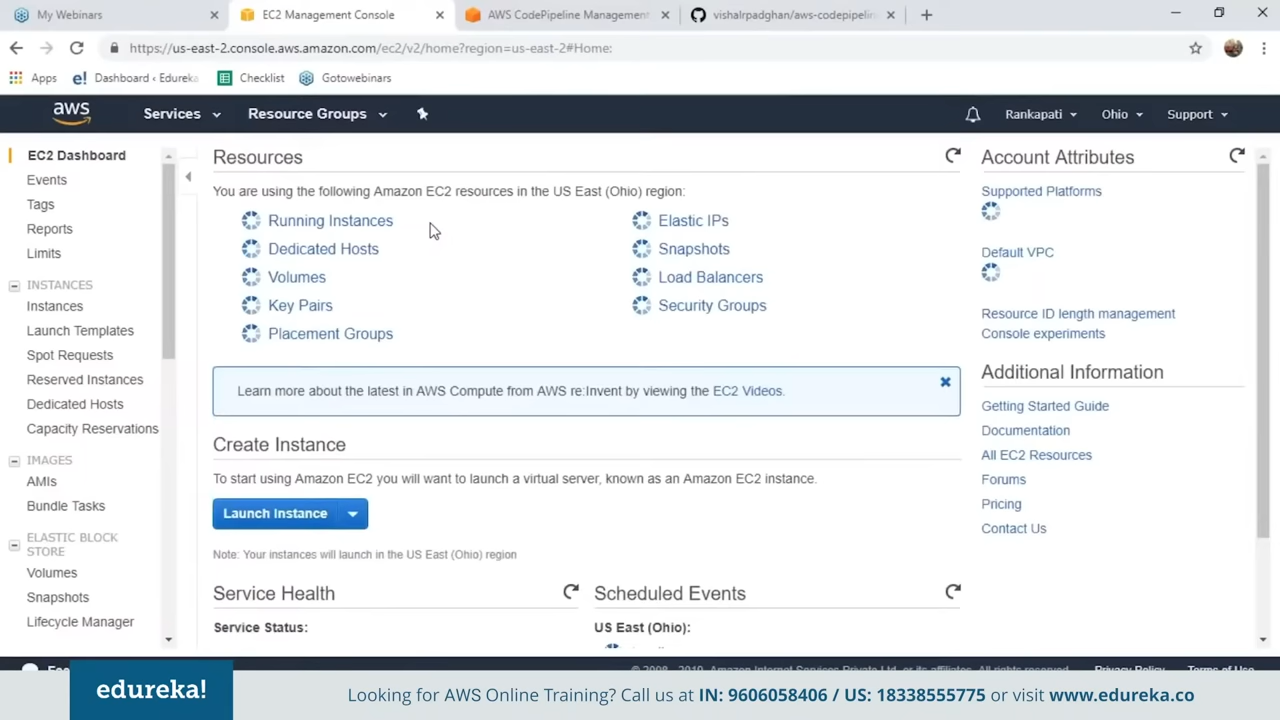 My Webinars
EC2 Management Console
AWS CodePipeline Management
vishalrpadghan/aws-codepipelin
https://us-east-2.console.aws.amazon.com/ec2/v2/home?region=us-east-2#Home:
Apps
e! Dashboard ‹ Edureka
Checklist
Gotowebinars
aws
Services
Resource Groups
Rankapati
Ohio
Support
EC2 Dashboard
Events
Tags
Reports
Limits
INSTANCES
Instances
Launch Templates
Spot Requests
Reserved Instances
Dedicated Hosts
Capacity Reservations
IMAGES
AMIs
Bundle Tasks
ELASTIC BLOCK
STORE
Volumes
Snapshots
Lifecycle Manager
Resources
You are using the following Amazon EC2 resources in the US East (Ohio) region:
Running Instances
Dedicated Hosts
Volumes
Key Pairs
Placement Groups
Elastic IPs
Snapshots
Load Balancers
Security Groups
Learn more about the latest in AWS Compute from AWS re:Invent by viewing the EC2 Videos.
Create Instance
To start using Amazon EC2 you will want to launch a virtual server, known as an Amazon EC2 instance.
Launch Instance
Note: Your instances will launch in the US East (Ohio) region
Service Health
Service Status:
Scheduled Events
US East (Ohio):
Account Attributes
Supported Platforms
Default VPC
Resource ID length management
Console experiments
Additional Information
Getting Started Guide
Documentation
All EC2 Resources
Forums
Pricing
Contact Us
© 2008 - 2019, Amazon Internet Services Private Ltd. or its affiliates. All rights reserved.
Privacy Policy
Terms of Use
edureka!
Looking for AWS Online Training? Call us at IN: 9606058406 / US: 18338555775 or visit www.edureka.co